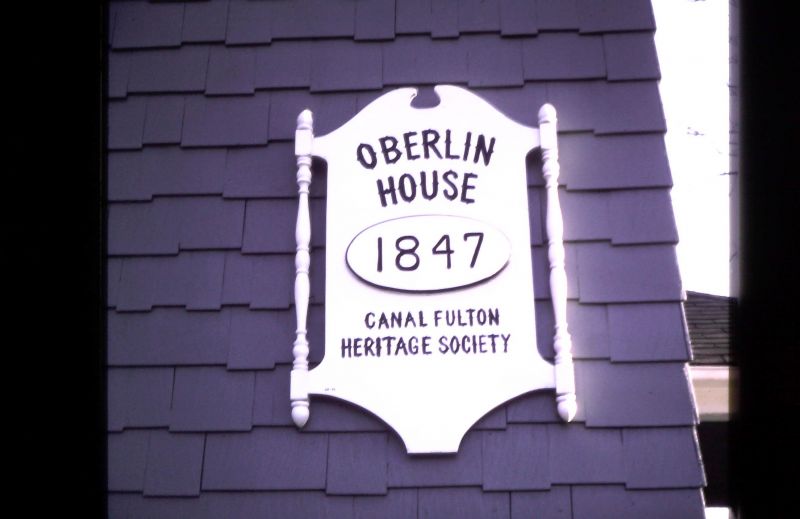 OBERLIN
HOUSE
1847
CANAL FULTON
HERITAGE SOCIETY